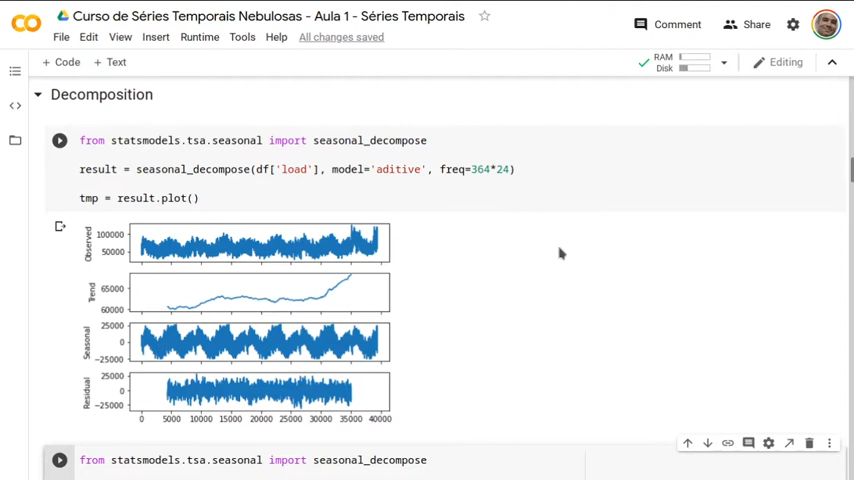 Curso de Séries Temporais Nebulosas - Aula 1 - Séries Temporais
Comment
Share
File Edit View Insert Runtime Tools Help All changes saved
+ Code + Text
RAM
Disk
Editing
Decomposition
from statsmodels.tsa.seasonal import seasonal_decompose
result = seasonal_decompose(df['load'], model='aditive', freq=364*24)
tmp = result.plot()
Observed
100000
50000
Trend
65000
60000
Seasonal
25000
0
−25000
Residual
25000
0
−25000
0 5000 10000 15000 20000 25000 30000 35000 40000
from statsmodels.tsa.seasonal import seasonal_decompose